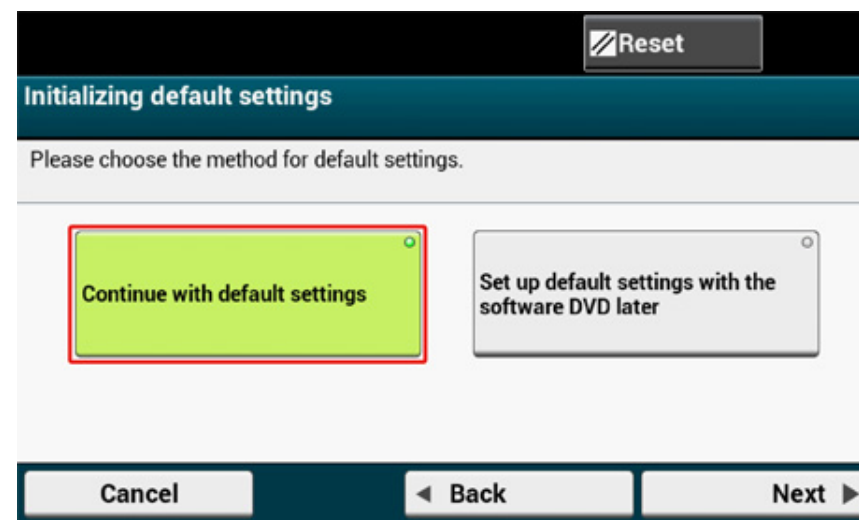 Reset
Initializing default settings
Please choose the method for default settings.
Continue with default settings
Set up default settings with the
software DVD later
Cancel
Back
Next